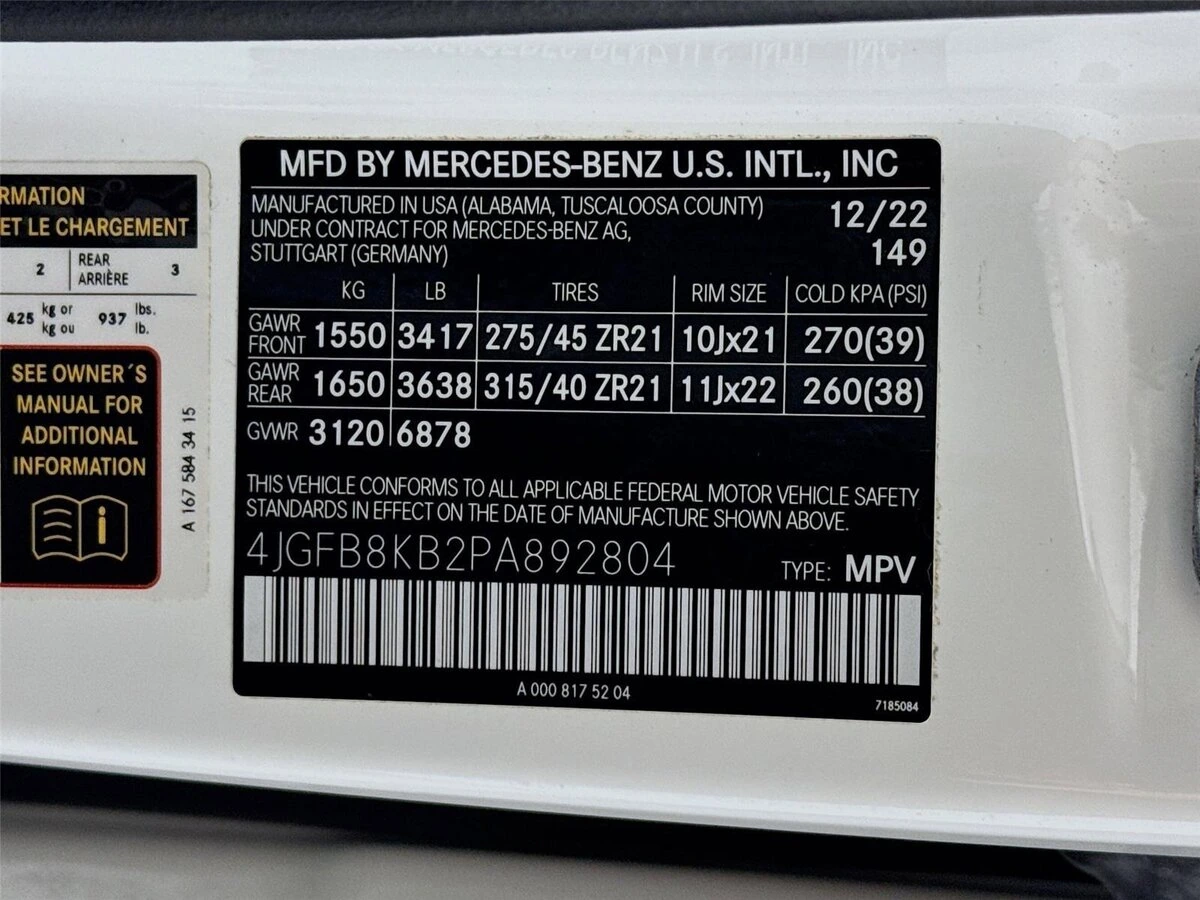 MFD BY MERCEDES-BENZ U.S. INTL., INC
MANUFACTURED IN USA (ALABAMA, TUSCALOOSA COUNTY) 12/22
UNDER CONTRACT FOR MERCEDES-BENZ AG,
STUTTGART (GERMANY) 149
KG LB TIRES RIM SIZE COLD KPA (PSI)
GAWR FRONT 1550 3417 275/45 ZR21 10Jx21 270(39)
GAWR REAR 1650 3638 315/40 ZR21 11Jx22 260(38)
GVWR 3120 6878
THIS VEHICLE CONFORMS TO ALL APPLICABLE FEDERAL MOTOR VEHICLE SAFETY
STANDARDS IN EFFECT ON THE DATE OF MANUFACTURE SHOWN ABOVE.
4JGFB8KB2PA892804 TYPE: MPV
A 000 817 52 04
7185084
RMATION
ET LE CHARGEMENT
2 REAR ARRIÈRE 3
425 kg or kg ou 937 lbs. lb.
SEE OWNER´S
MANUAL FOR
ADDITIONAL
INFORMATION
i
A 167 584 34 15